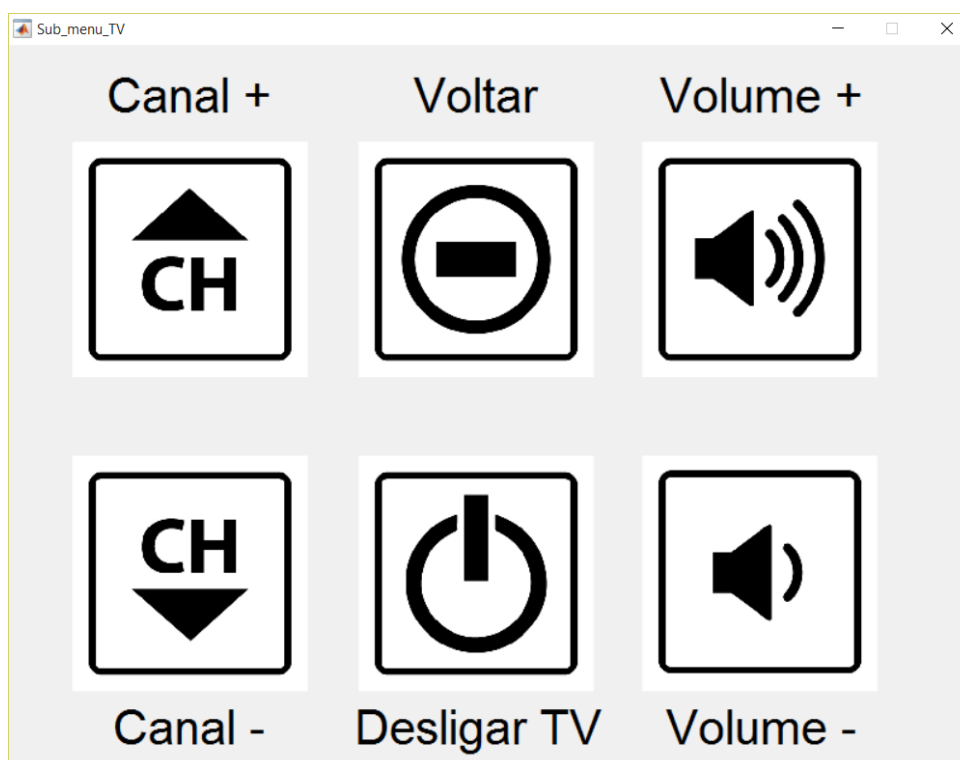 Sub_menu_TV
Canal + Voltar Volume +
CH
CH
Canal - Desligar TV Volume -